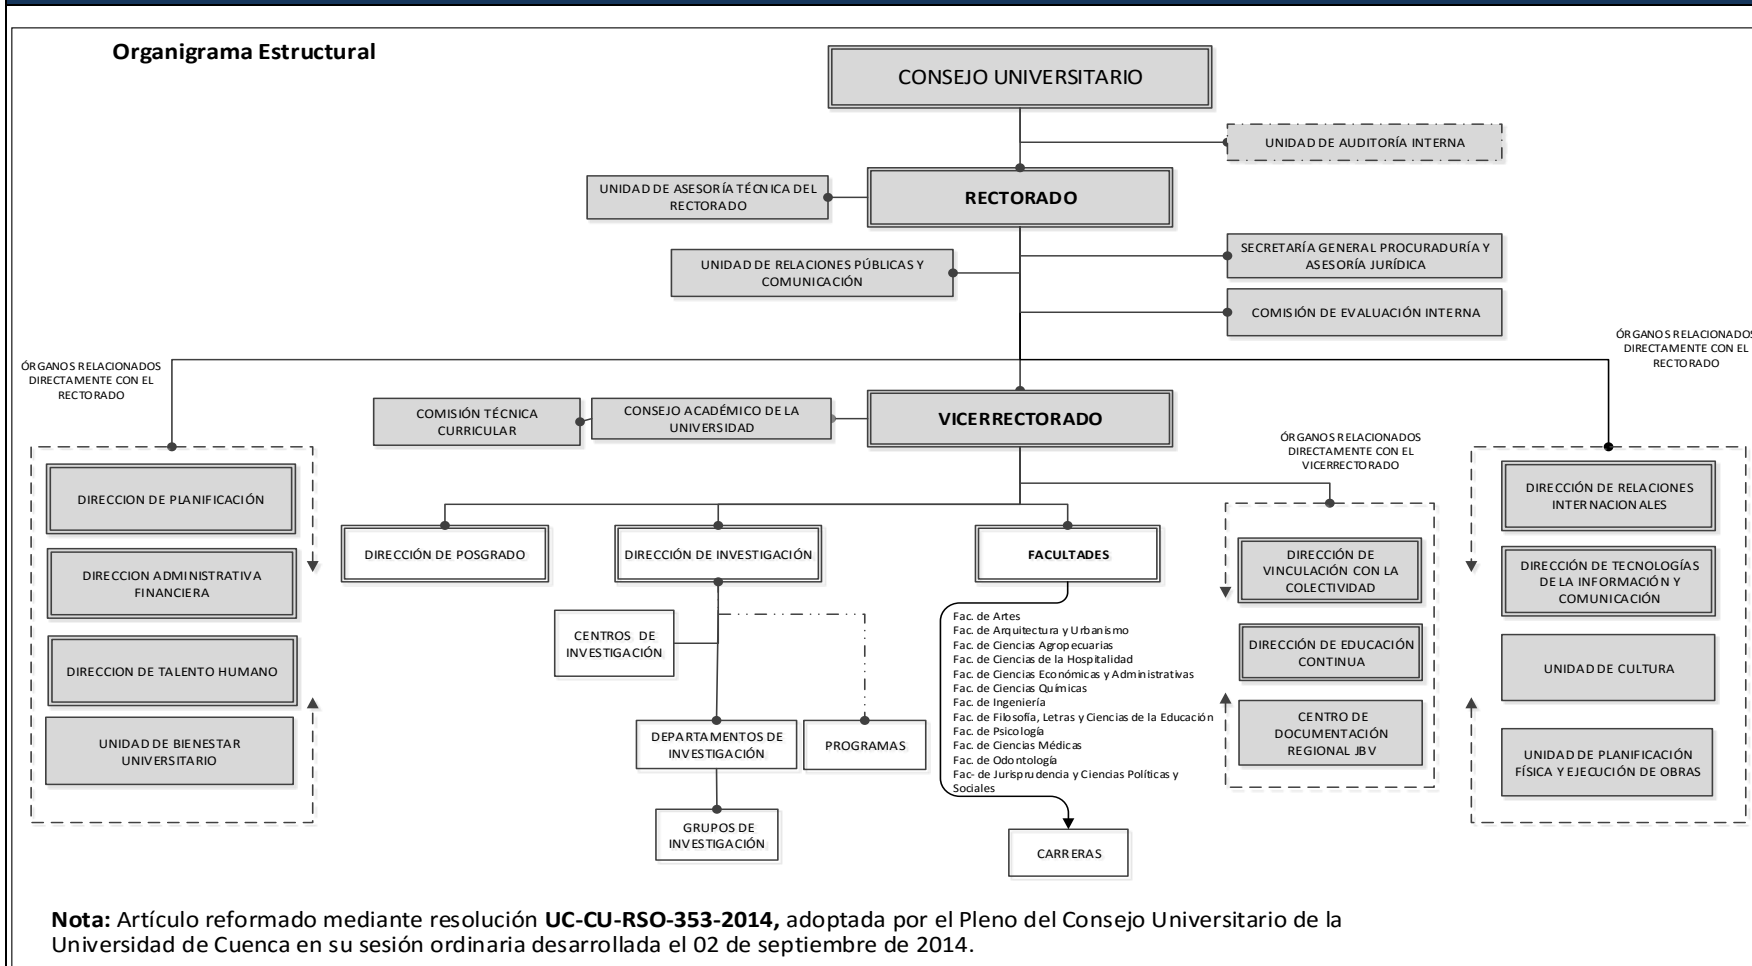 Organigrama Estructural
CONSEJO UNIVERSITARIO
UNIDAD DE AUDITORÍA INTERNA
UNIDAD DE ASESORÍA TÉCNICA DEL
RECTORADO
RECTORADO
UNIDAD DE RELACIONES PÚBLICAS Y
COMUNICACIÓN
SECRETARÍA GENERAL PROCURADURÍA Y
ASESORÍA JURÍDICA
COMISIÓN DE EVALUACIÓN INTERNA
ÓRGANOS RELACIONADOS
DIRECTAMENTE CON EL
RECTORADO
ÓRGANOS RELACIONADOS
DIRECTAMENTE CON EL
RECTORADO
COMISIÓN TÉCNICA
CURRICULAR
CONSEJO ACADÉMICO DE LA
UNIVERSIDAD
VICERRECTORADO
ÓRGANOS RELACIONADOS
DIRECTAMENTE CON EL
VICERRECTORADO
DIRECCION DE PLANIFICACIÓN
DIRECCION ADMINISTRATIVA
FINANCIERA
DIRECCION DE TALENTO HUMANO
UNIDAD DE BIENESTAR
UNIVERSITARIO
DIRECCIÓN DE POSGRADO
DIRECCIÓN DE INVESTIGACIÓN
FACULTADES
CENTROS DE
INVESTIGACIÓN
DEPARTAMENTOS DE
INVESTIGACIÓN
PROGRAMAS
GRUPOS DE
INVESTIGACIÓN
Fac. de Artes
Fac. de Arquitectura y Urbanismo
Fac. de Ciencias Agropecuarias
Fac. de Ciencias de la Hospitalidad
Fac. de Ciencias Económicas y Administrativas
Fac. de Ciencias Químicas
Fac. de Ingeniería
Fac. de Filosofía, Letras y Ciencias de la Educación
Fac. de Psicología
Fac. de Ciencias Médicas
Fac. de Odontología
Fac- de Jurisprudencia y Ciencias Políticas y
Sociales
CARRERAS
DIRECCIÓN DE
VINCULACIÓN CON LA
COLECTIVIDAD
DIRECCIÓN DE EDUCACIÓN
CONTINUA
CENTRO DE
DOCUMENTACIÓN
REGIONAL JBV
DIRECCIÓN DE RELACIONES
INTERNACIONALES
DIRECCIÓN DE TECNOLOGÍAS
DE LA INFORMACIÓN Y
COMUNICACIÓN
UNIDAD DE CULTURA
UNIDAD DE PLANIFICACIÓN
FÍSICA Y EJECUCIÓN DE OBRAS
Nota: Artículo reformado mediante resolución UC-CU-RSO-353-2014, adoptada por el Pleno del Consejo Universitario de la
Universidad de Cuenca en su sesión ordinaria desarrollada el 02 de septiembre de 2014.